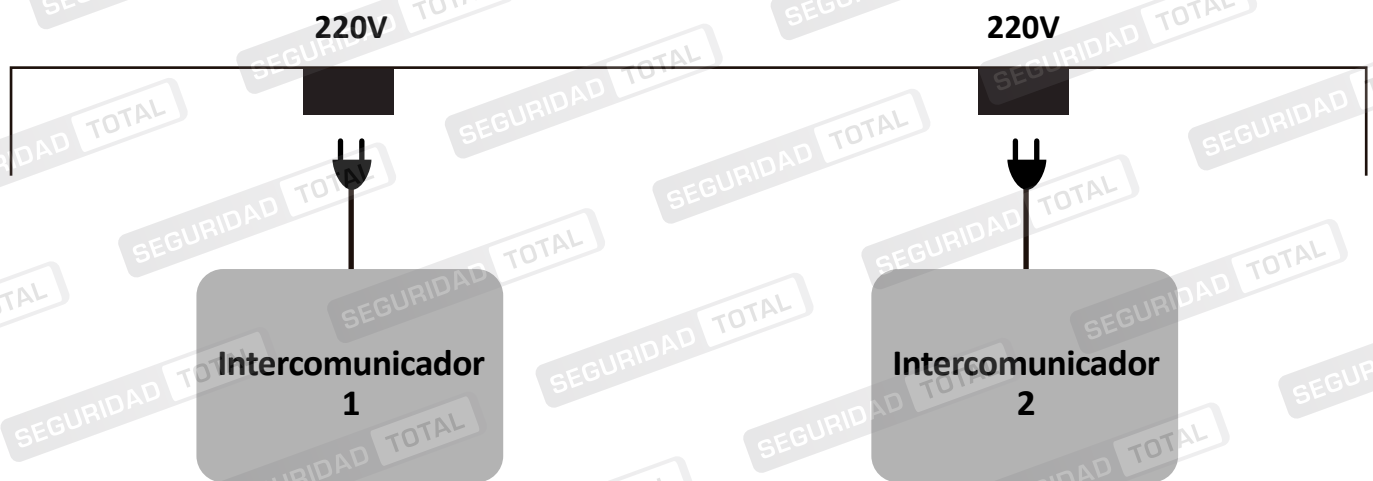 220V
220V
Intercomunicador
1
Intercomunicador
2
SEGURIDAD TOTAL